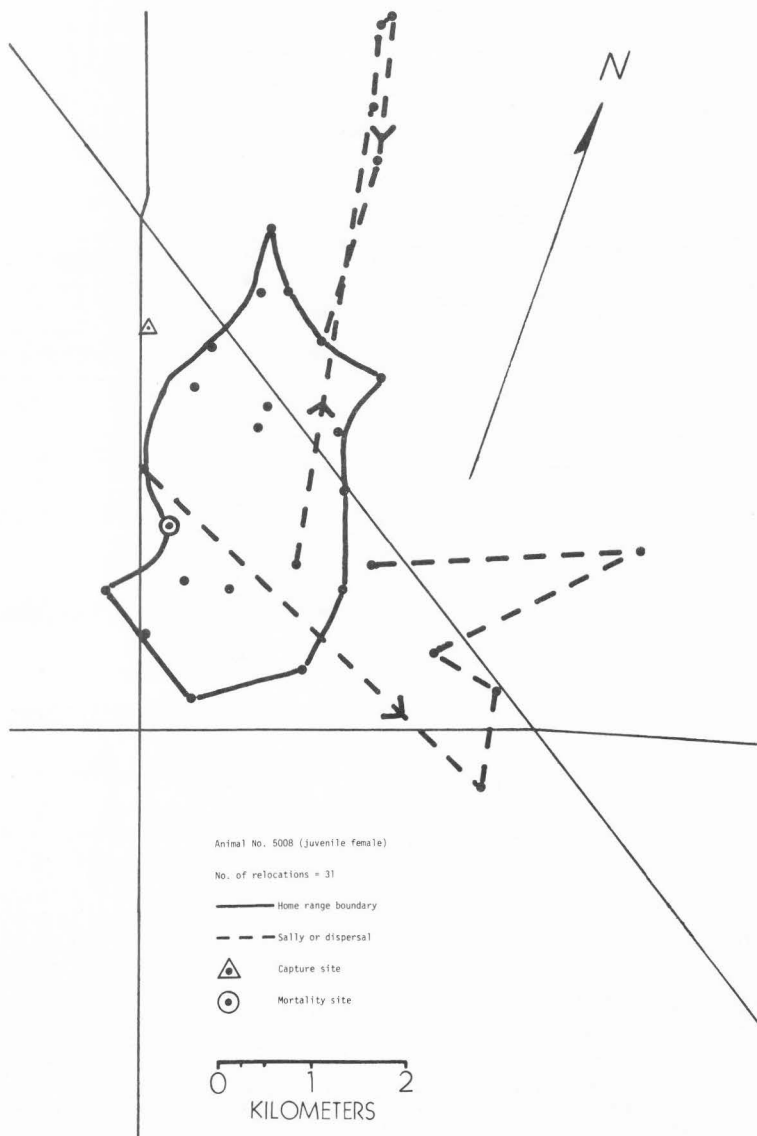 N
Animal No. 5008 (juvenile female)
No. of relocations = 31
Home range boundary
Sally or dispersal
Capture site
Mortality site
0 1 2
KILOMETERS